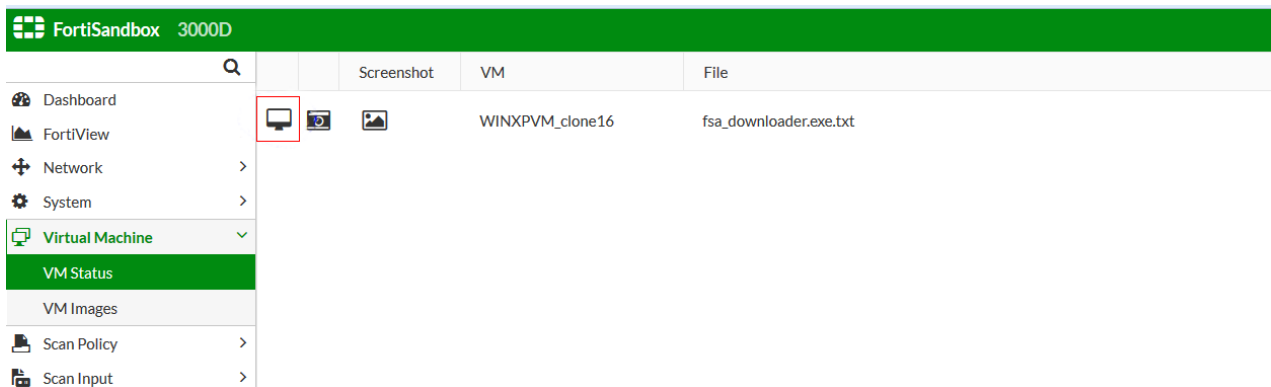 FortiSandbox 3000D
Screenshot VM File
Dashboard
FortiView
WINXPVM_clone16 fsa_downloader.exe.txt
Network
System
Virtual Machine
VM Status
VM Images
Scan Policy
Scan Input